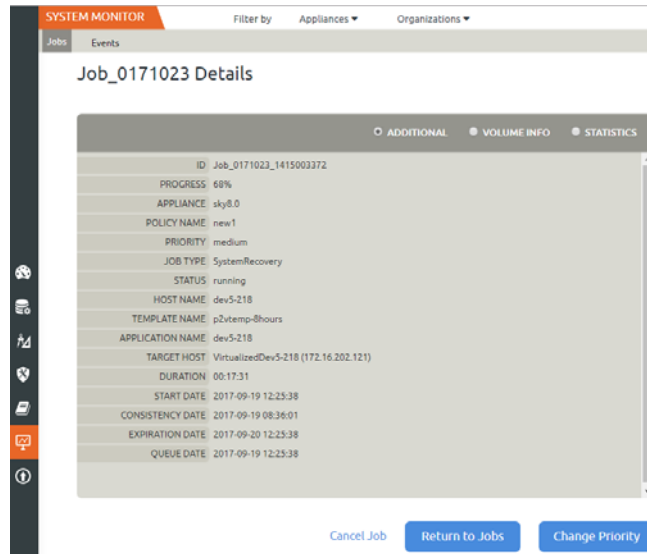 SYSTEM MONITOR Filter by Appliances Organizations
Jobs Events
Job_0171023 Details
ADDITIONAL VOLUME INFO STATISTICS
ID Job_0171023_1415003372
PROGRESS 68%
APPLIANCE sky8.0
POLICY NAME new1
PRIORITY medium
JOB TYPE SystemRecovery
STATUS running
HOST NAME dev5-218
TEMPLATE NAME p2vtemp-8hours
APPLICATION NAME dev5-218
TARGET HOST VirtualizedDev5-218 (172.16.202.121)
DURATION 00:17:31
START DATE 2017-09-19 12:25:38
CONSISTENCY DATE 2017-09-19 08:36:01
EXPIRATION DATE 2017-09-20 12:25:38
QUEUE DATE 2017-09-19 12:25:38
Cancel Job Return to Jobs Change Priority